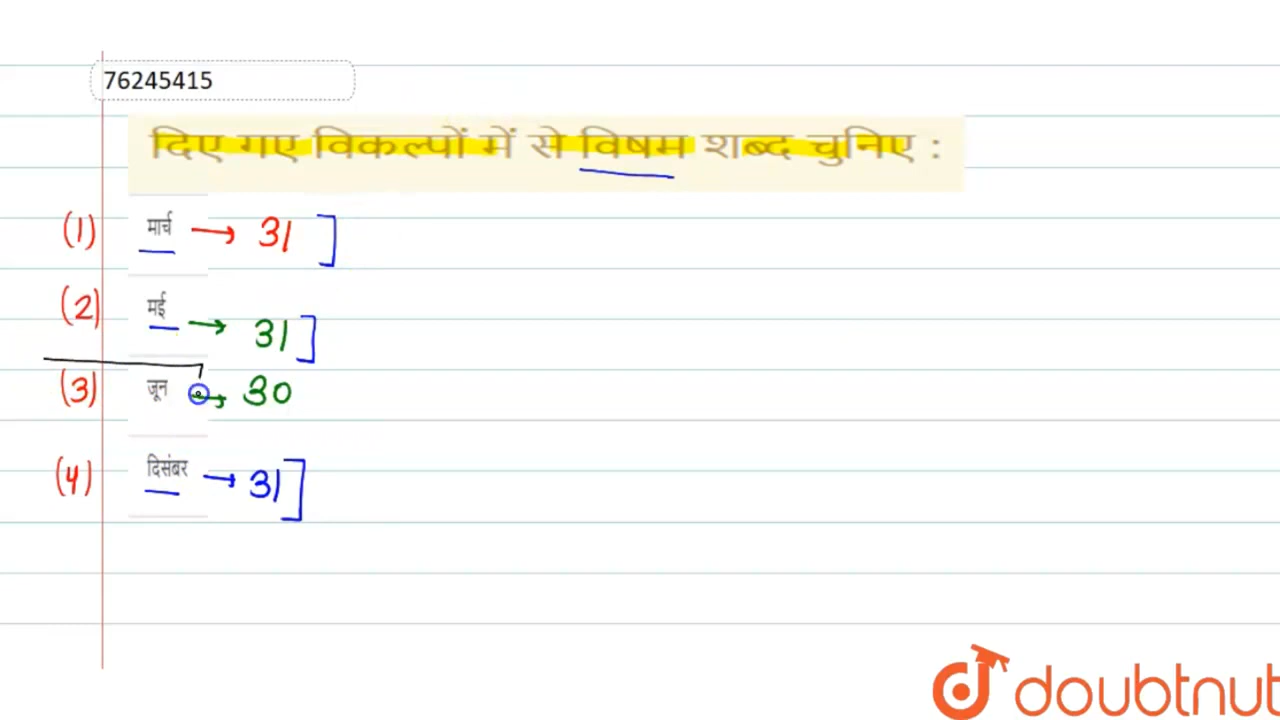 76245415
दिए गए विकल्पों में से विषम शब्द चुनिए :
(1) मार्च → 31 ]
(2) मई → 31 ]
(3) जून → 30
(4) दिसंबर → 31 ]
doubtnut